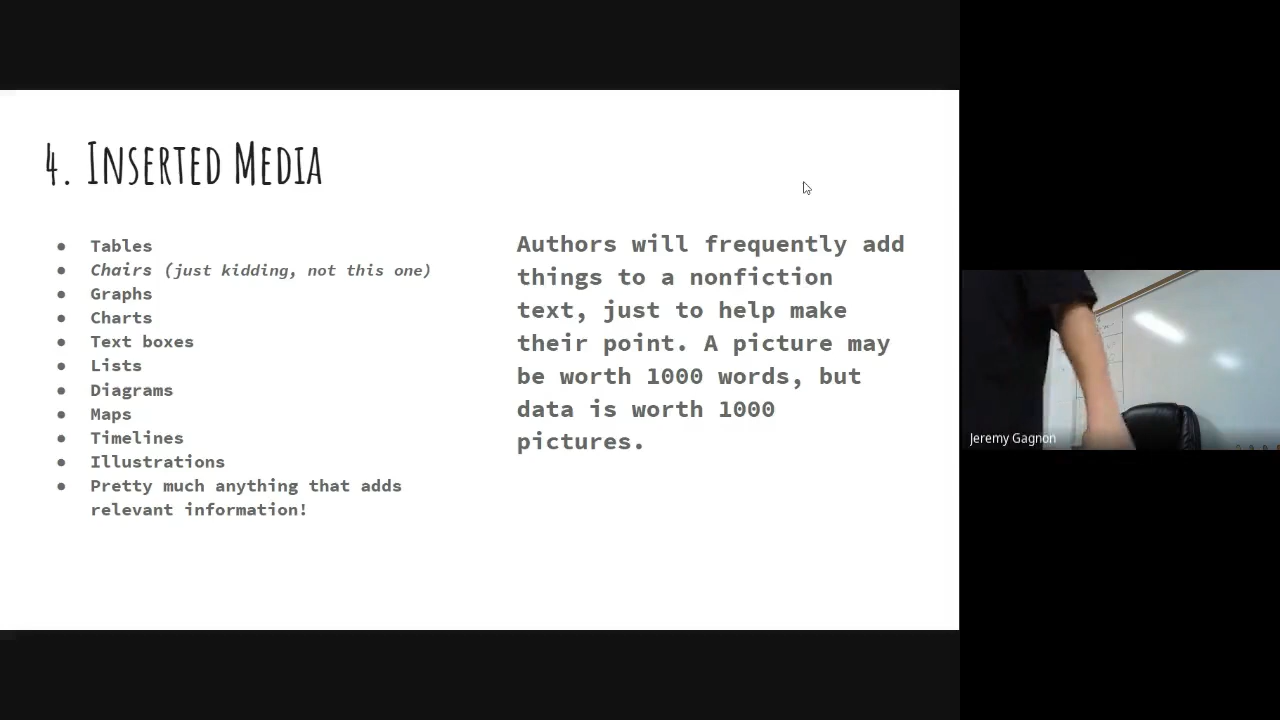 4. Inserted Media
● Tables
● Chairs (just kidding, not this one)
● Graphs
● Charts
● Text boxes
● Lists
● Diagrams
● Maps
● Timelines
● Illustrations
● Pretty much anything that adds
relevant information!
Authors will frequently add
things to a nonfiction
text, just to help make
their point. A picture may
be worth 1000 words, but
data is worth 1000
pictures.
Jeremy Gagnon